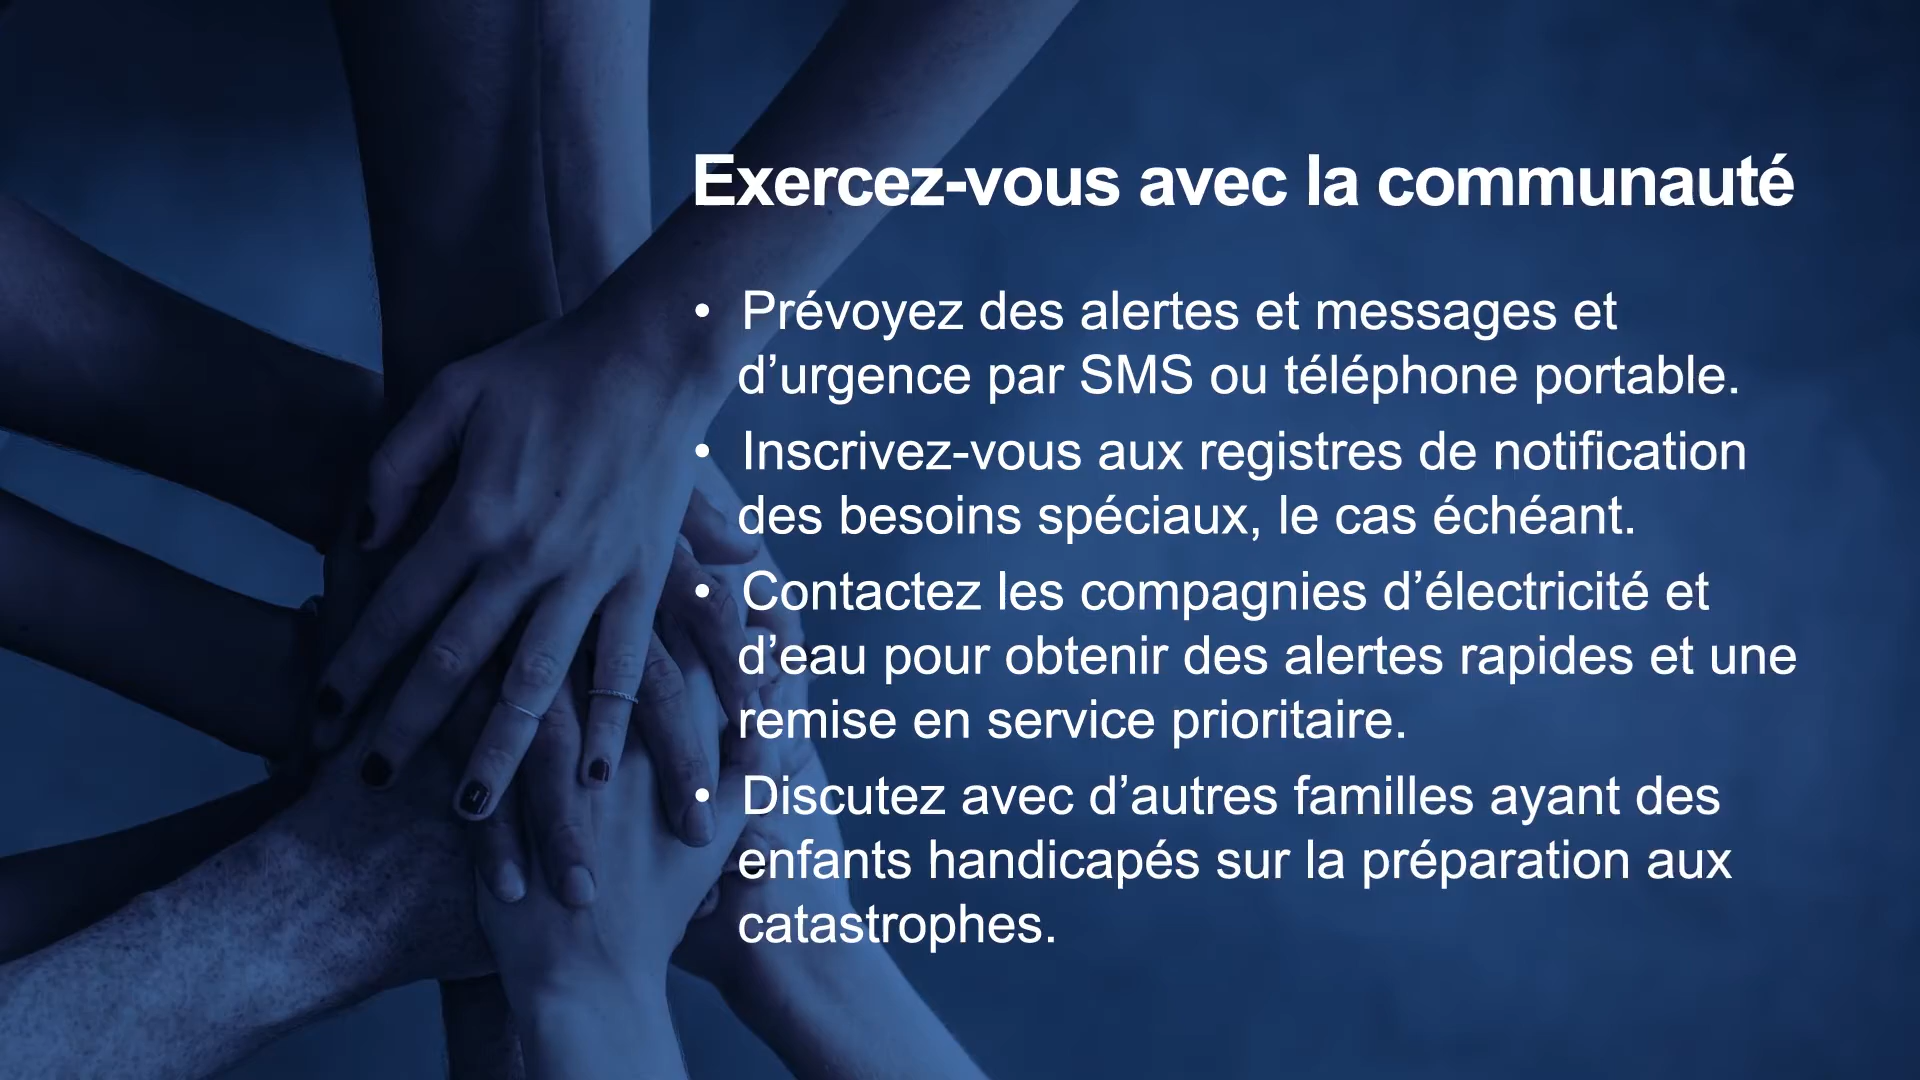 Exercez-vous avec la communauté
• Prévoyez des alertes et messages et
d’urgence par SMS ou téléphone portable.
• Inscrivez-vous aux registres de notification
des besoins spéciaux, le cas échéant.
• Contactez les compagnies d’électricité et
d’eau pour obtenir des alertes rapides et une
remise en service prioritaire.
• Discutez avec d’autres familles ayant des
enfants handicapés sur la préparation aux
catastrophes.